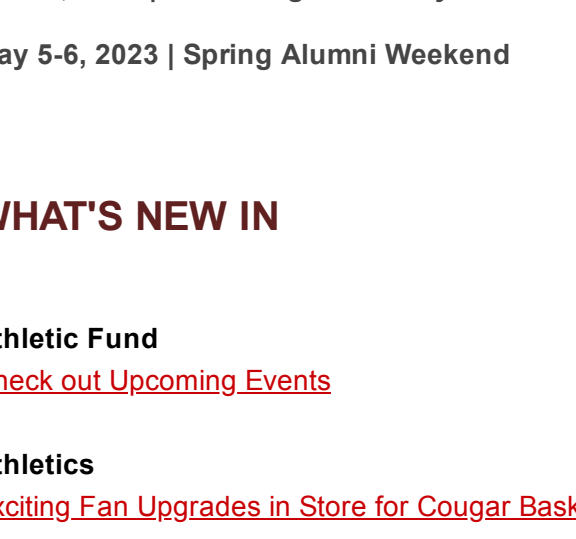 ay 5-6, 2023 | Spring Alumni Weekend
WHAT'S NEW IN
thletic Fund
heck out Upcoming Events
thletics
xciting Fan Upgrades in Store for Cougar Bask